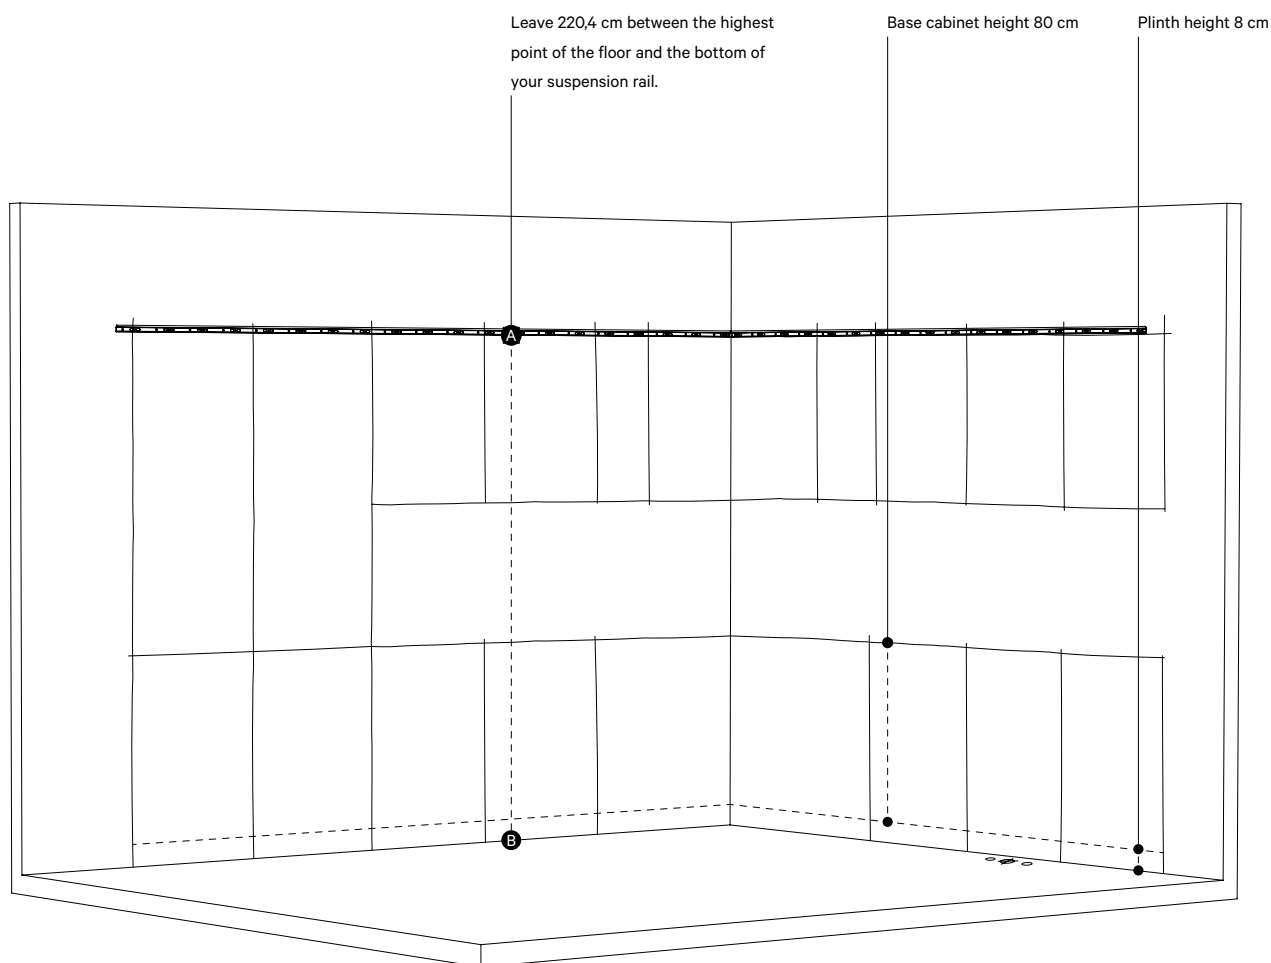 Leave 220,4 cm between the highest
point of the floor and the bottom of
your suspension rail.
Base cabinet height 80 cm
Plinth height 8 cm
A
B